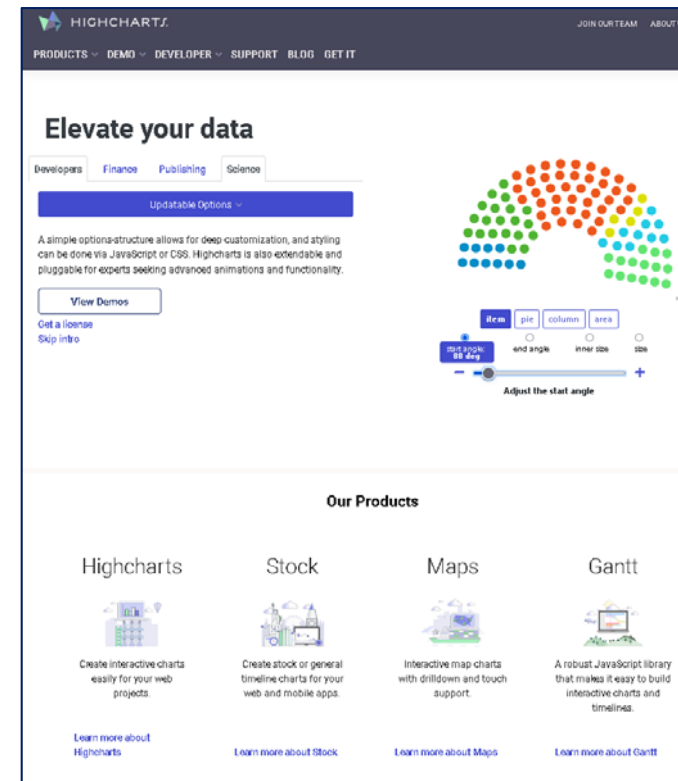 HIGHCHARTS
JOIN OUR TEAM ABOUT
PRODUCTS DEMO DEVELOPER SUPPORT BLOG GET IT
Elevate your data
Developers Finance Publishing Science
Updatable Options
A simple options-structure allows for deep customization, and styling
can be done via JavaScript or CSS. Highcharts is also extendable and
pluggable for experts seeking advanced animations and functionality.
View Demos
Get a license
Skip intro
item pie column area
start angle: end angle inner size size
88 deg
− +
Adjust the start angle
Our Products
Highcharts Stock Maps Gantt
Create interactive charts Create stock or general Interactive map charts A robust JavaScript library
easily for your web timeline charts for your with drilldown and touch that makes it easy to build
projects. web and mobile apps. support. interactive charts and
timelines.
Learn more about
Highcharts Learn more about Stock Learn more about Maps Learn more about Gantt